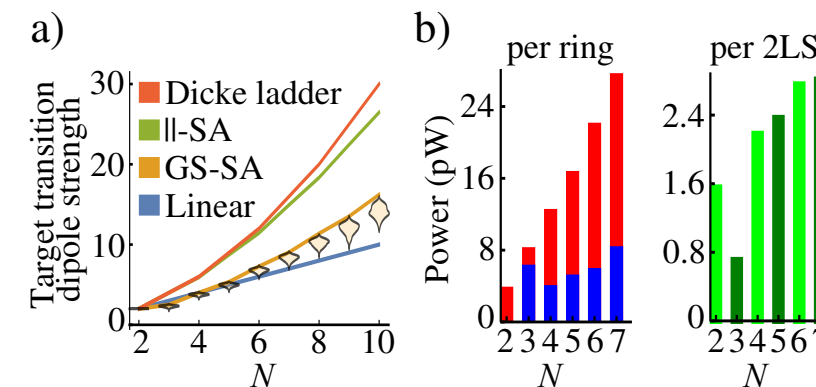 a)
Target transition
dipole strength
30
20
10
0
Dicke ladder
||-SA
GS-SA
Linear
2 4 6 8 10
N
b)
per ring
Power (pW)
24
16
8
0
2 3 4 5 6 7
N
per 2LS
2.4
1.6
0.8
0
2 3 4 5 6
N